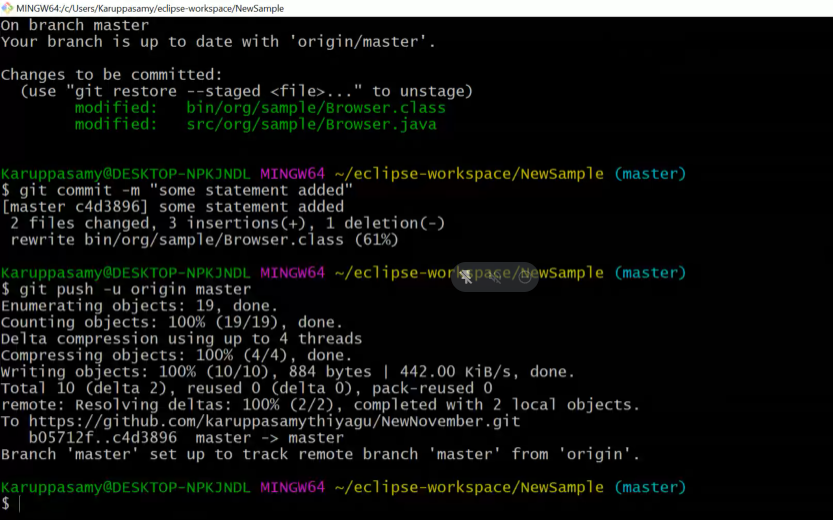 MINGW64:/c/Users/Karuppasamy/eclipse-workspace/NewSample
On branch master
Your branch is up to date with 'origin/master'.
Changes to be committed:
(use "git restore --staged <file>..." to unstage)
modified: bin/org/sample/Browser.class
modified: src/org/sample/Browser.java
Karuppasamy@DESKTOP-NPKJNDL MINGW64 ~/eclipse-workspace/NewSample (master)
$ git commit -m "some statement added"
[master c4d3896] some statement added
2 files changed, 3 insertions(+), 1 deletion(-)
rewrite bin/org/sample/Browser.class (61%)
Karuppasamy@DESKTOP-NPKJNDL MINGW64 ~/eclipse-workspace/NewSample (master)
$ git push -u origin master
Enumerating objects: 19, done.
Counting objects: 100% (19/19), done.
Delta compression using up to 4 threads
Compressing objects: 100% (4/4), done.
Writing objects: 100% (10/10), 884 bytes | 442.00 KiB/s, done.
Total 10 (delta 2), reused 0 (delta 0), pack-reused 0
remote: Resolving deltas: 100% (2/2), completed with 2 local objects.
To https://github.com/karuppasamythiyagu/NewNovember.git
b05712f..c4d3896 master -> master
Branch 'master' set up to track remote branch 'master' from 'origin'.
Karuppasamy@DESKTOP-NPKJNDL MINGW64 ~/eclipse-workspace/NewSample (master)
$